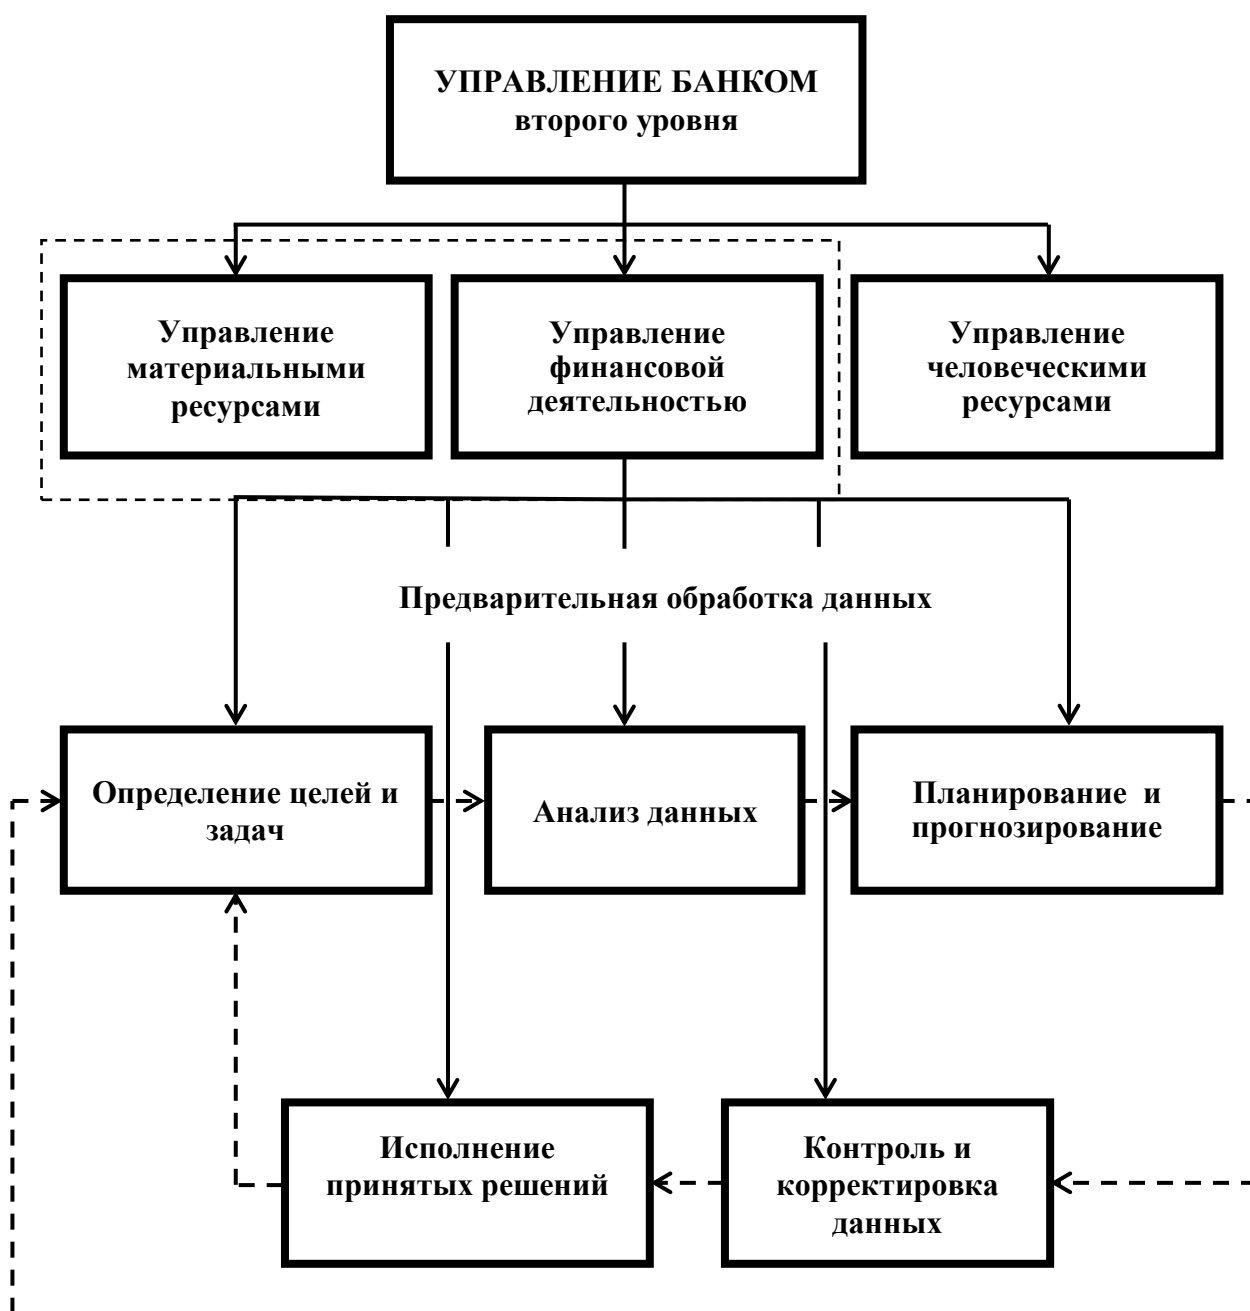 УПРАВЛЕНИЕ БАНКОМ
второго уровня
Управление
материальными
ресурсами
Управление
финансовой
деятельностью
Управление
человеческими
ресурсами
Предварительная обработка данных
Определение целей и
задач
Анализ данных
Планирование и
прогнозирование
Исполнение
принятых решений
Контроль и
корректировка
данных